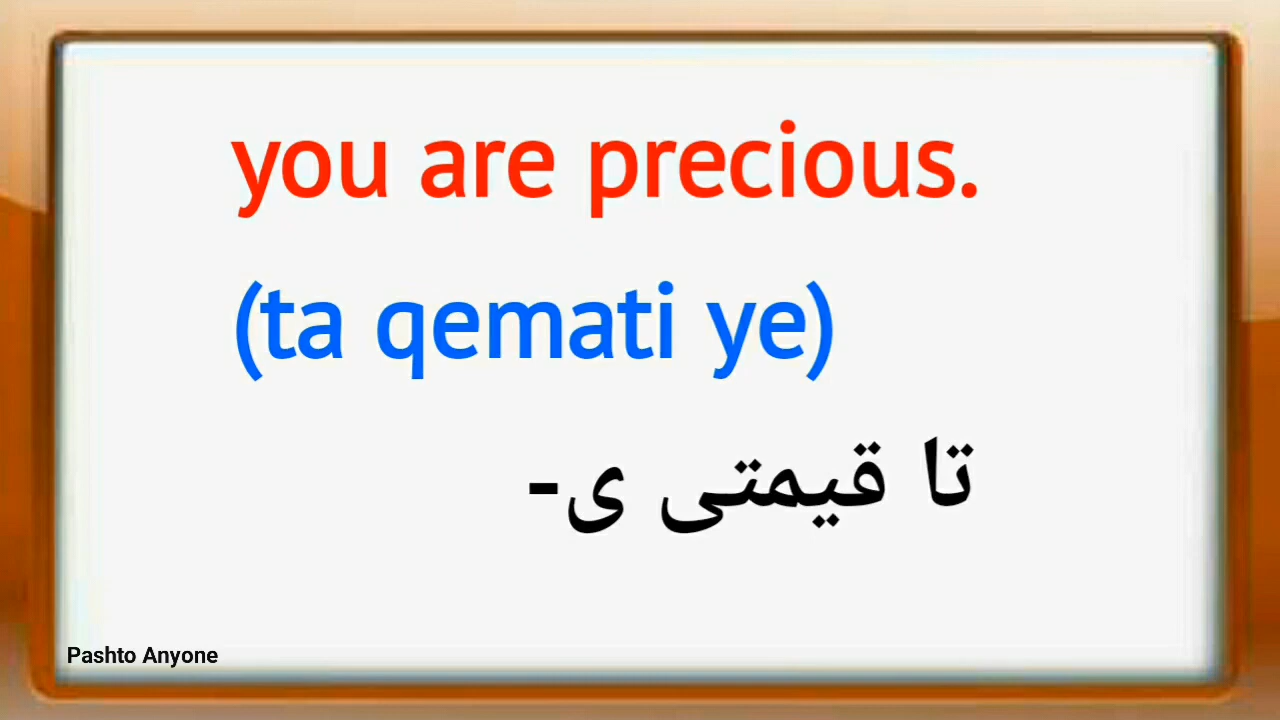 you are precious.
(ta qemati ye)
تا قیمتی ی-
Pashto Anyone